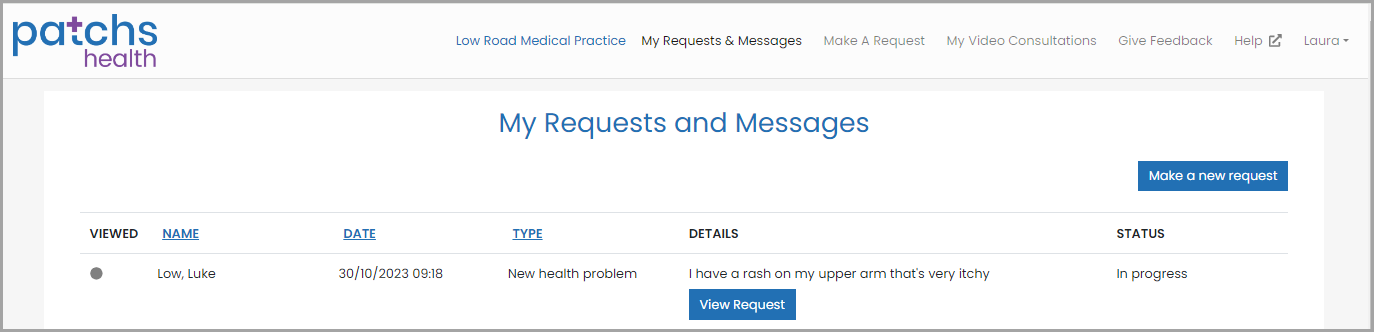 patchs
health
Low Road Medical Practice My Requests & Messages Make A Request My Video Consultations Give Feedback Help Laura
My Requests and Messages
Make a new request
VIEWED NAME DATE TYPE DETAILS STATUS
Low, Luke 30/10/2023 09:18 New health problem I have a rash on my upper arm that's very itchy In progress
View Request